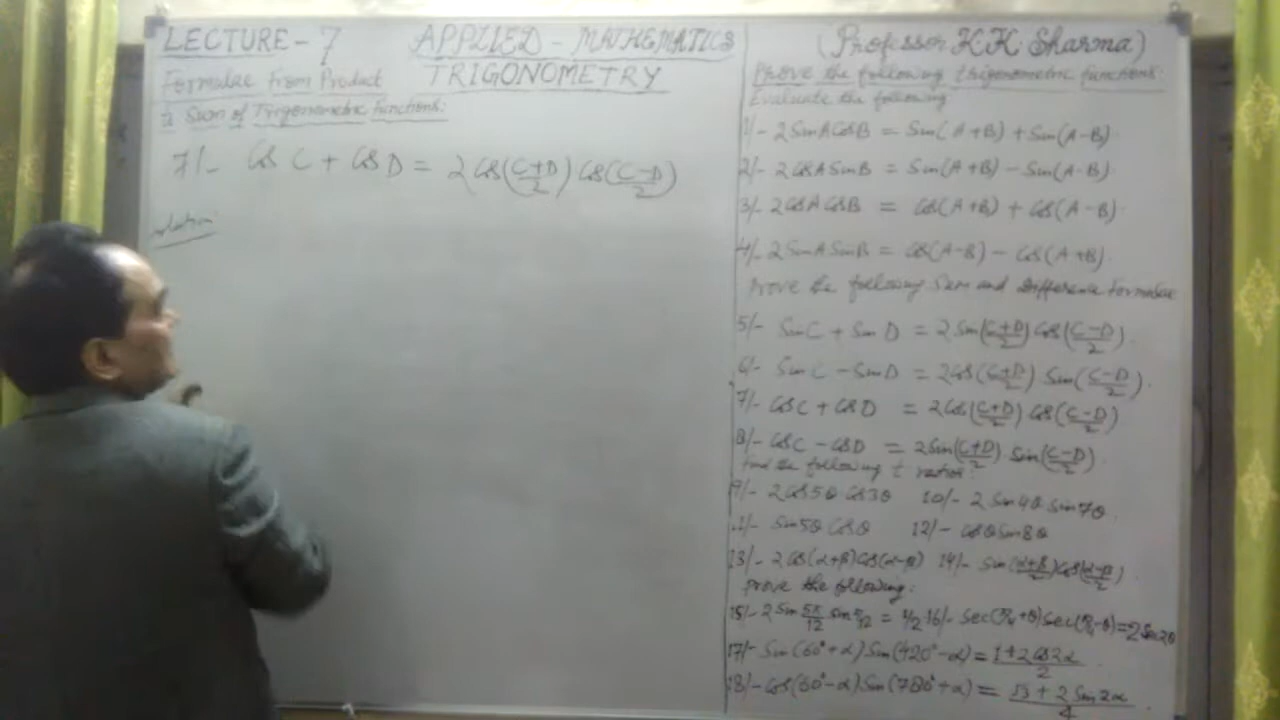 LECTURE-7 APPLIED-MATHEMATICS (Professor K.K. Sharma)
Formulae From Product TRIGONOMETRY
Sum of Trigonometric Functions:
7/- Cos C + Cos D = 2 Cos(C+D/2) Cos(C-D/2)
Prove the following trigonometric functions:
Evaluate the following
1/- 2 Sin A Cos B = Sin(A+B) + Sin(A-B).
2/- 2 Cos A Sin B = Sin(A+B) - Sin(A-B).
3/- 2 Cos A Cos B = Cos(A+B) + Cos(A-B).
4/- 2 Sin A Sin B = Cos(A-B) - Cos(A+B).
Prove the following Sum and Difference Formulae
5/- Sin C + Sin D = 2 Sin(C+D/2) Cos(C-D/2).
6/- Sin C - Sin D = 2 Cos(C+D/2) Sin(C-D/2).
7/- Cos C + Cos D = 2 Cos(C+D/2) Cos(C-D/2)
8/- Cos C - Cos D = 2 Sin(C+D/2) Sin(C-D/2).
find the following t ratios:
9/- 2 Cos 5θ Cos 3θ 10/- 2 Sin 4θ Sin 7θ.
11/- Sin 5θ Cos θ 12/- Cos θ Sin 8θ
13/- 2 Cos(α+β) Cos(α-β) 14/- Sin(α+β/2) Cos(α-β/2)
Prove the following:
15/- 2 Sin 5π/12 Sin π/12 = 1/2 16/- Sec(π/4+θ) Sec(π/4-θ) = 2 Sec 2θ
17/- Sin(60°+α) Sin(420°-α) = 1+2 Cos 2α/2
18/- Cos(60°-α) Sin(780°+α) = √3 + 2 Sin 2α/4